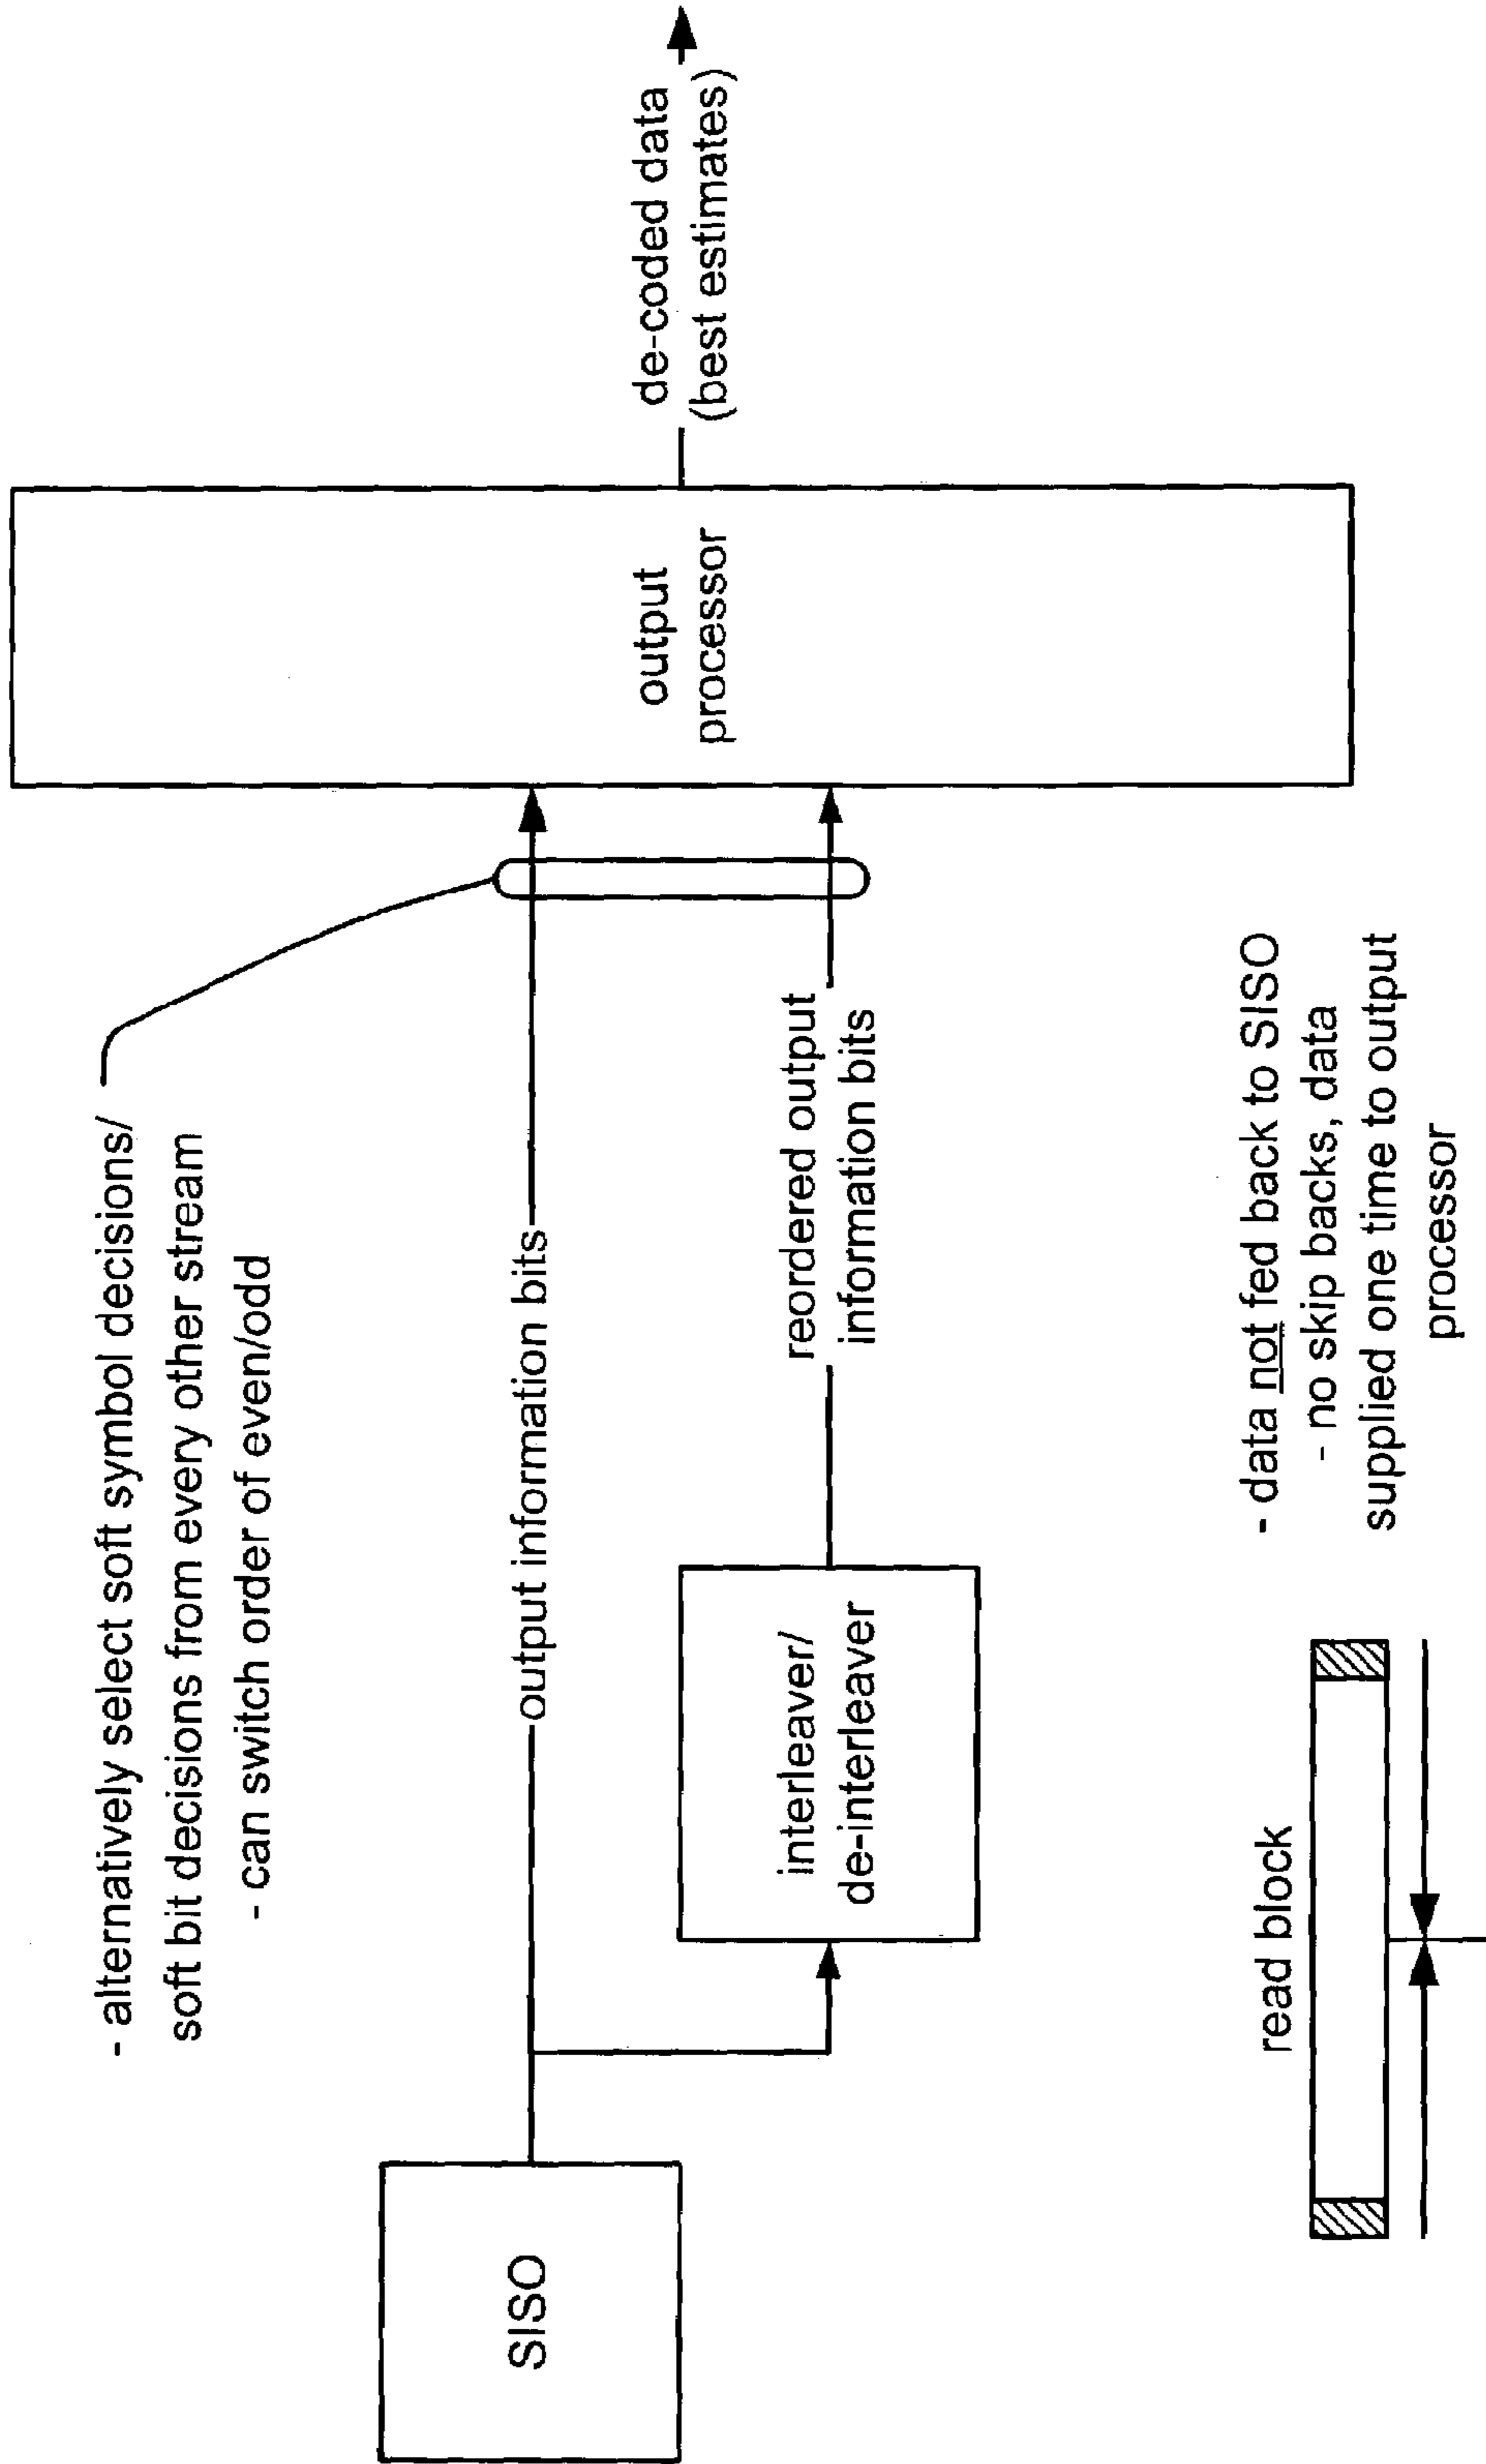 - alternatively select soft symbol decisions/
soft bit decisions from every other stream
- can switch order of even/odd
SISO
output information bits
interleaver/
de-interleaver
reordered output
information bits
output
processor
de-coded data
(best estimates)
read block
- data not fed back to SISO
- no skip backs, data
supplied one time to output
processor